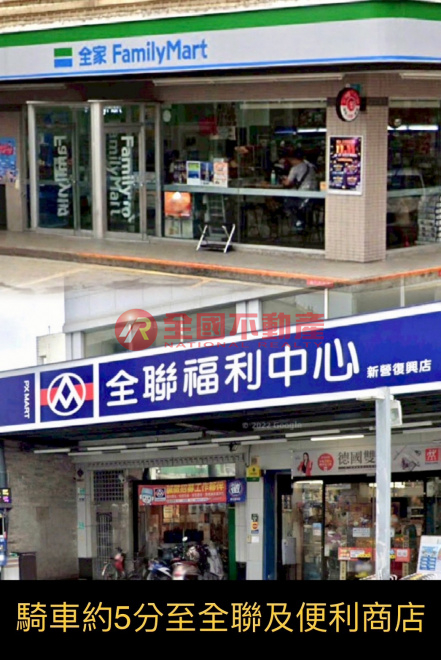 全家 FamilyMart
FamilyMart
FamilyMart
全國不動產
PX MART
全聯福利中心 新營復興店
© 2022 Google
德國雙
騎車約5分至全聯及便利商店